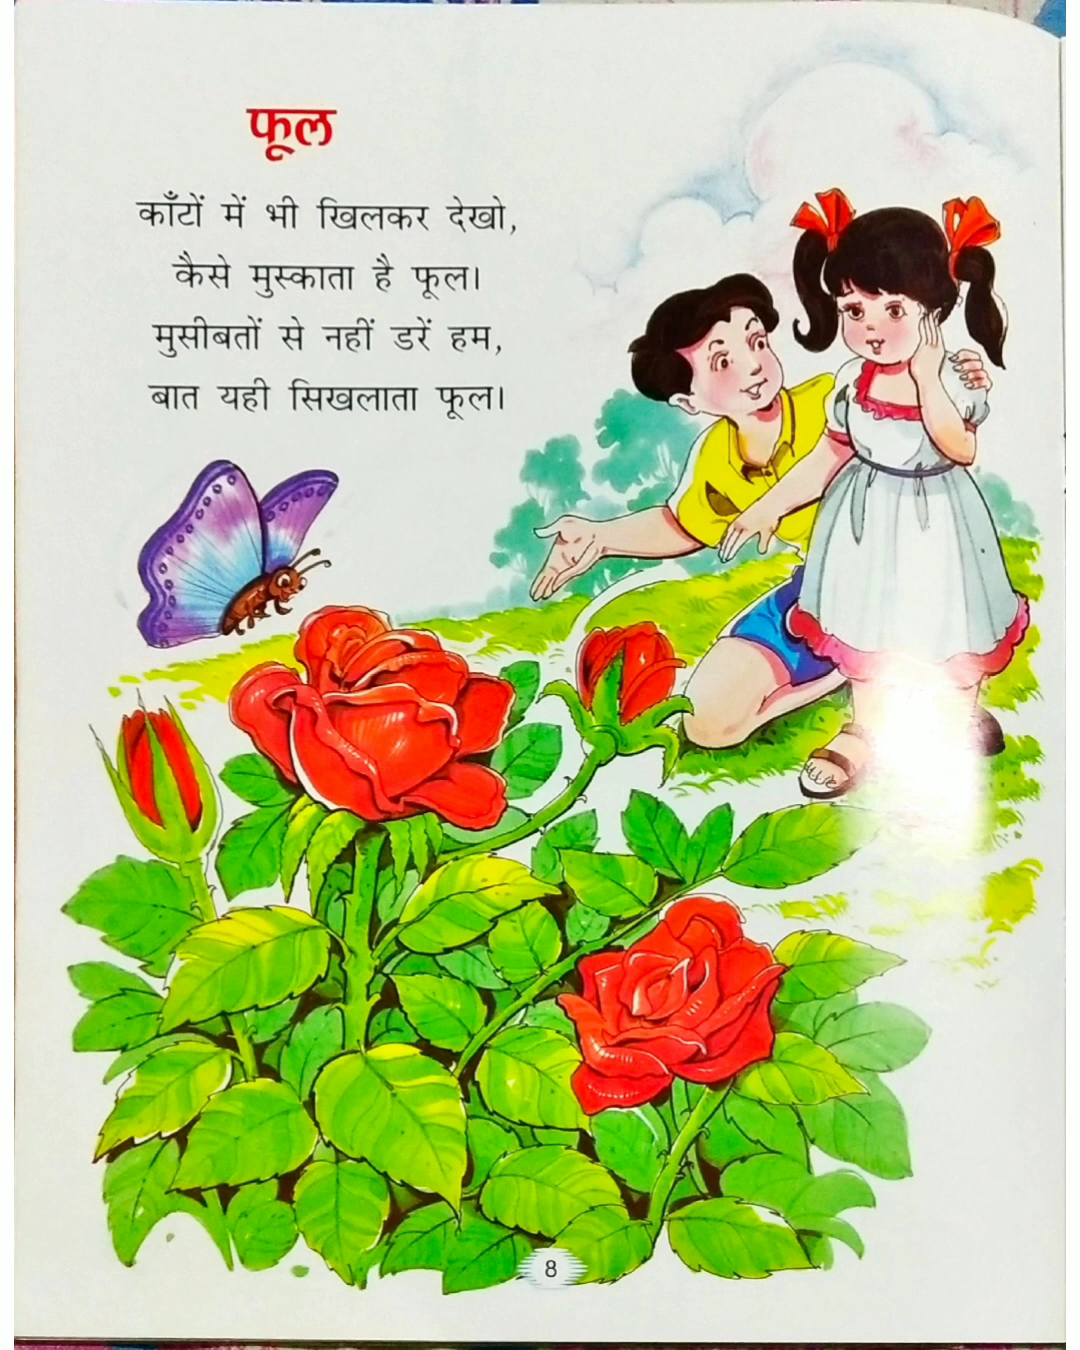 फूल
काँटों में भी खिलकर देखो,
कैसे मुस्काता है फूल।
मुसीबतों से नहीं डरें हम,
बात यही सिखलाता फूल।
8